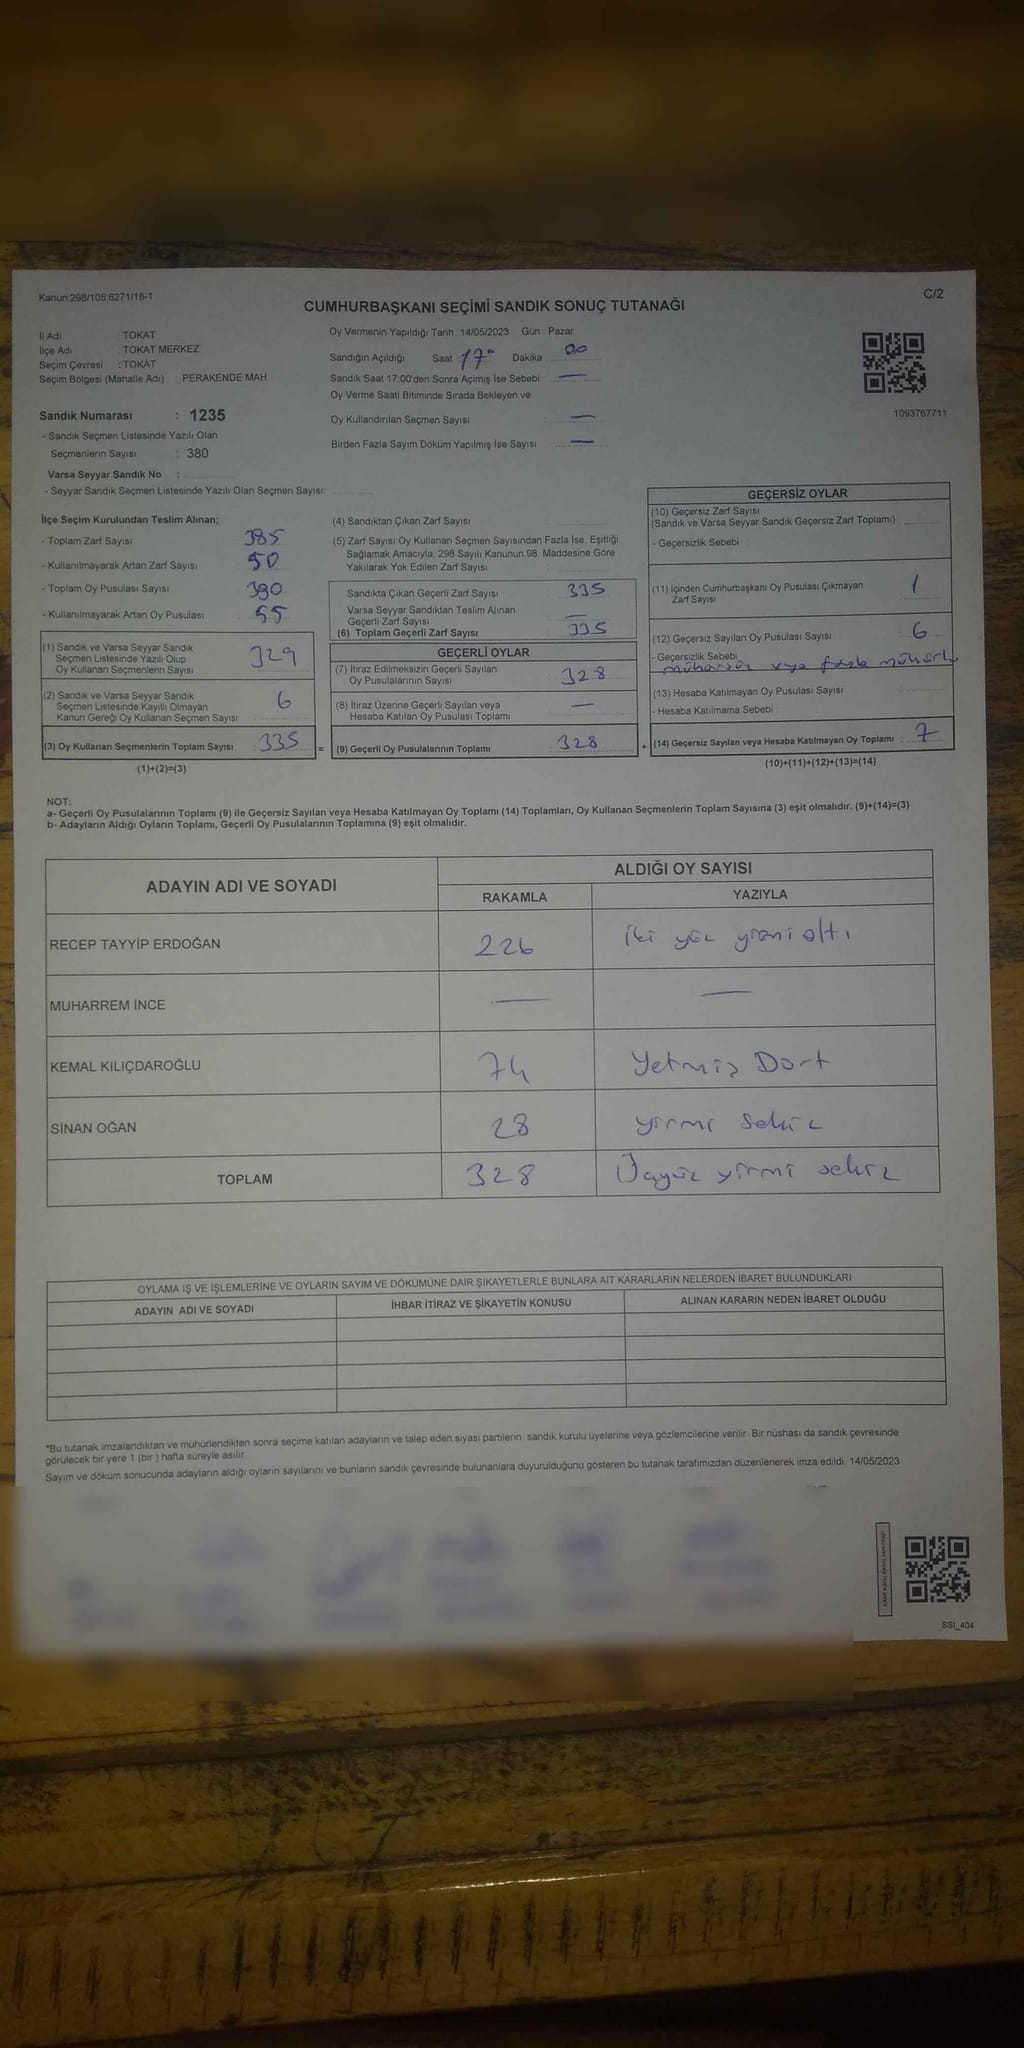 Kanun:298/105;6271/18-1
C/2
CUMHURBAŞKANI SEÇİMİ SANDIK SONUÇ TUTANAĞI
İl Adı : TOKAT
İlçe Adı : TOKAT MERKEZ
Seçim Çevresi : TOKAT
Seçim Bölgesi (Mahalle Adı) : PERAKENDE MAH.
Oy Vermenin Yapıldığı Tarih : 14/05/2023 Gün : Pazar
Sandığın Açıldığı Saat : 17 Dakika 00
Sandık Saat 17.00'den Sonra Açımış İse Sebebi : —
Oy Verme Saati Bitiminde Sırada Bekleyen ve
Oy Kullandırılan Seçmen Sayısı : —
Birden Fazla Sayım Döküm Yapılmış İse Sayısı : —
1093767711
Sandık Numarası : 1235
- Sandık Seçmen Listesinde Yazılı Olan
Seçmenlerin Sayısı : 380
Varsa Seyyar Sandık No :
- Seyyar Sandık Seçmen Listesinde Yazılı Olan Seçmen Sayısı:
İlçe Seçim Kurulundan Teslim Alınan;
- Toplam Zarf Sayısı 385
- Kullanılmayarak Artan Zarf Sayısı 50
- Toplam Oy Pusulası Sayısı 390
- Kullanılmayarak Artan Oy Pusulası 55
(1) Sandık ve Varsa Seyyar Sandık
Seçmen Listesinde Yazılı Olup
Oy Kullanan Seçmenlerin Sayısı 329
(2) Sandık ve Varsa Seyyar Sandık
Seçmen Listesinde Kayıtlı Olmayan
Kanun Gereği Oy Kullanan Seçmen Sayısı 6
(3) Oy Kullanan Seçmenlerin Toplam Sayısı 335 =
(1)+(2)=(3)
(4) Sandıktan Çıkan Zarf Sayısı
(5) Zarf Sayısı Oy Kullanan Seçmen Sayısından Fazla İse, Eşitliği
Sağlamak Amacıyla, 298 Sayılı Kanunun 98. Maddesine Göre
Yakılarak Yok Edilen Zarf Sayısı
Sandıkta Çıkan Geçerli Zarf Sayısı 335
Varsa Seyyar Sandıktan Teslim Alınan
Geçerli Zarf Sayısı —
(6) Toplam Geçerli Zarf Sayısı 335
GEÇERLİ OYLAR
(7) İtiraz Edilmeksizin Geçerli Sayılan
Oy Pusulalarının Sayısı 328
(8) İtiraz Üzerine Geçerli Sayılan veya
Hesaba Katılan Oy Pusulası Toplamı —
(9) Geçerli Oy Pusulalarının Toplamı 328 +
GEÇERSİZ OYLAR
(10) Geçersiz Zarf Sayısı
(Sandık ve Varsa Seyyar Sandık Geçersiz Zarf Toplamı)
- Geçersizlik Sebebi :
(11) İçinden Cumhurbaşkanı Oy Pusulası Çıkmayan
Zarf Sayısı 1
(12) Geçersiz Sayılan Oy Pusulası Sayısı 6
- Geçersizlik Sebebi
veya fazla
(13) Hesaba Katılmayan Oy Pusulası Sayısı
- Hesaba Katılmama Sebebi :
(14) Geçersiz Sayılan veya Hesaba Katılmayan Oy Toplamı : 7
(10)+(11)+(12)+(13)=(14)
NOT:
a- Geçerli Oy Pusulalarının Toplamı (9) ile Geçersiz Sayılan veya Hesaba Katılmayan Oy Toplamı (14) Toplamları, Oy Kullanan Seçmenlerin Toplam Sayısına (3) eşit olmalıdır. (9)+(14)=(3)
b- Adayların Aldığı Oyların Toplamı, Geçerli Oy Pusulalarının Toplamına (9) eşit olmalıdır.
ADAYIN ADI VE SOYADI
ALDIĞI OY SAYISI
RAKAMLA YAZIYLA
RECEP TAYYİP ERDOĞAN 226 iki yüz yirmi altı
MUHARREM İNCE — —
KEMAL KILIÇDAROĞLU 74 Yetmiş Dört
SİNAN OĞAN 28 yirmi sekiz
TOPLAM 328 Üçyüz yirmi sekiz
OYLAMA İŞ VE İŞLEMLERİNE VE OYLARIN SAYIM VE DÖKÜMÜNE DAİR ŞİKAYETLERLE BUNLARA AİT KARARLARIN NELERDEN İBARET BULUNDUKLARI
ADAYIN ADI VE SOYADI İHBAR İTİRAZ VE ŞİKAYETİN KONUSU ALINAN KARARIN NEDEN İBARET OLDUĞU
*Bu tutanak imzalandıktan ve mühürlendikten sonra seçime katılan adayların ve talep eden siyasi partilerin, sandık kurulu üyelerine veya gözlemcilerine verilir. Bir nüshası da sandık çevresinde
görülecek bir yere 1 (bir ) hafta süreyle asılır.
Sayım ve döküm sonucunda adayların aldığı oyların sayılarını ve bunların sandık çevresinde bulunanlara duyurulduğunu gösteren bu tutanak tarafımızdan düzenlenerek imza edildi. 14/05/2023
SSI_404